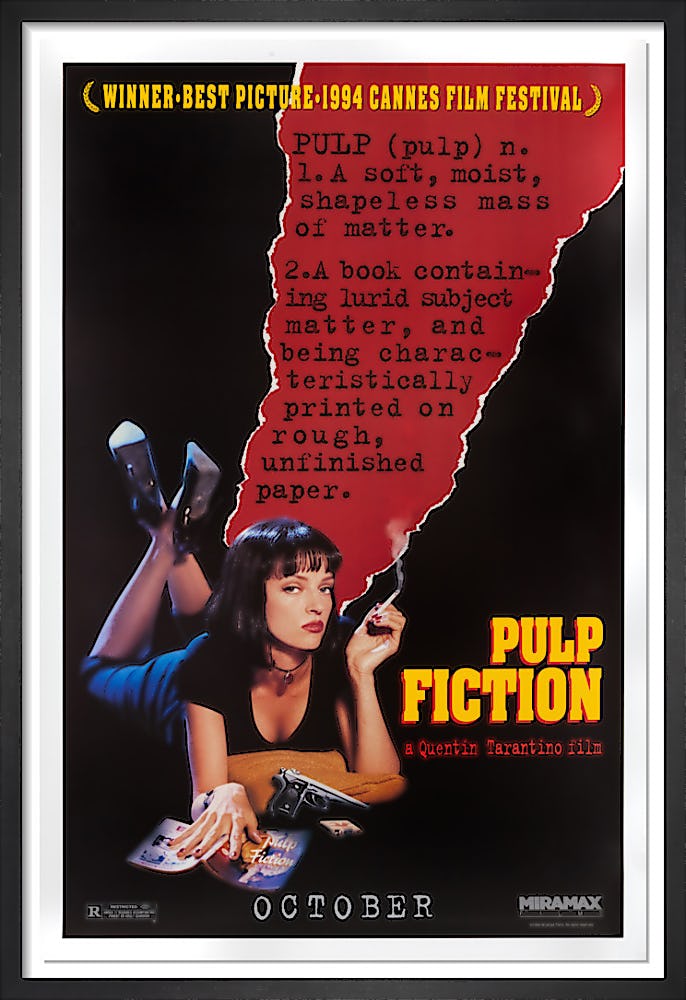 WINNER·BEST PICTURE·1994 CANNES FILM FESTIVAL
PULP (pulp) n.
1.A soft, moist,
shapeless mass
of matter.
2.A book contain-
ing lurid subject
matter, and
being charac-
teristically
printed on
rough,
unfinished
paper.
PULP
FICTION
a Quentin Tarantino film
Pulp
Fiction
R RESTRICTED
OCTOBER
MIRAMAX